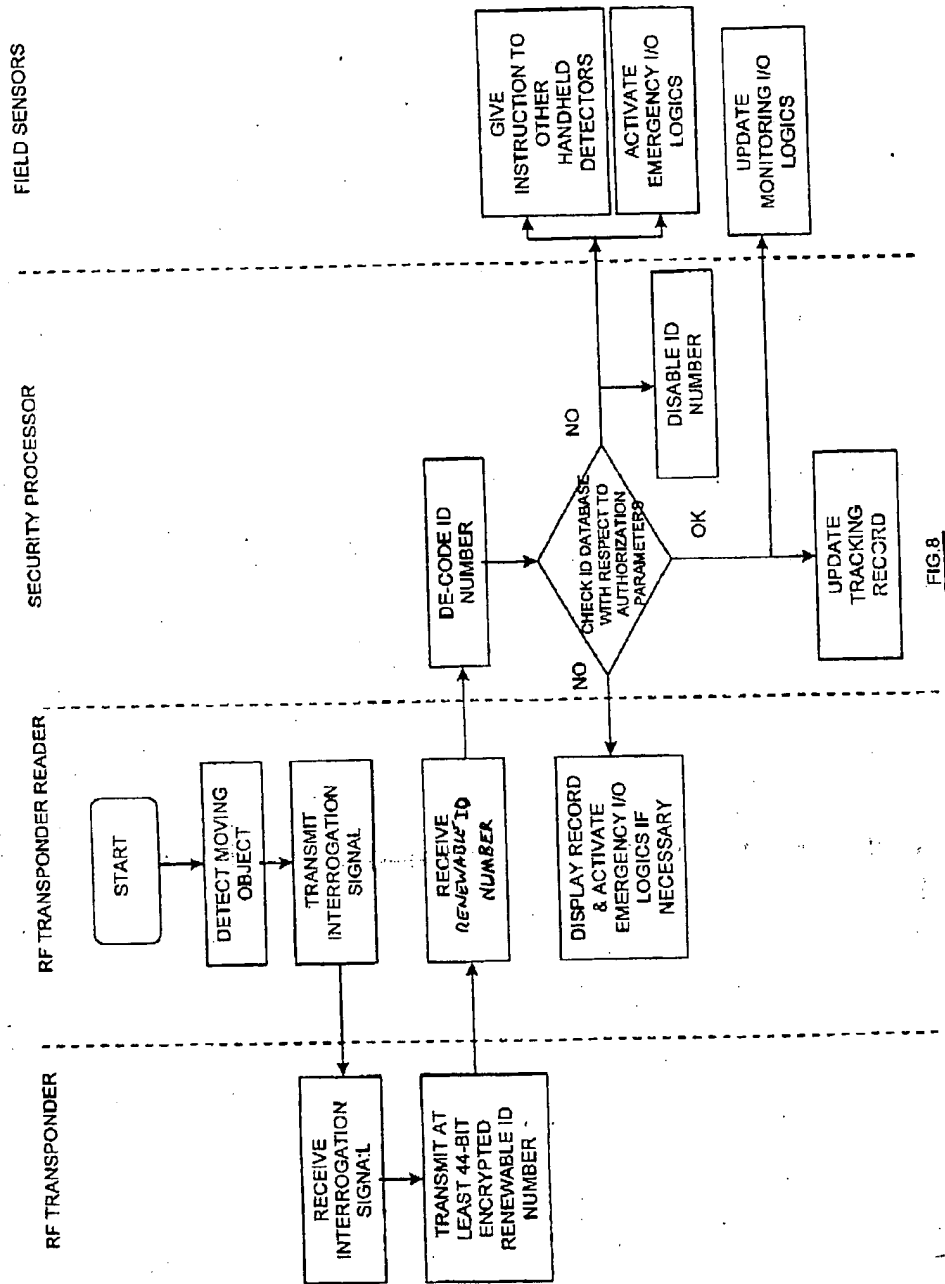 RF TRANSPONDER
RF TRANSPONDER READER
SECURITY PROCESSOR
FIELD SENSORS
START
DETECT MOVING
OBJECT
TRANSMIT
INTERROGATION
SIGNAL
RECEIVE
INTERROGATION
SIGNAL
TRANSMIT AT
LEAST 44-BIT
ENCRYPTED
RENEWABLE ID
NUMBER
RECEIVE
RENEWABLE ID
NUMBER
DE-CODE ID
NUMBER
CHECK ID DATABASE
WITH RESPECT TO
AUTHORIZATION
PARAMETERS
NO
NO
OK
DISPLAY RECORD
& ACTIVATE
EMERGENCY I/O
LOGICS IF
NECESSARY
DISABLE ID
NUMBER
UPDATE
TRACKING
RECORD
GIVE
INSTRUCTION TO
OTHER
HANDHELD
DETECTORS
ACTIVATE
EMERGENCY I/O
LOGICS
UPDATE
MONITORING I/O
LOGICS
FIG.8